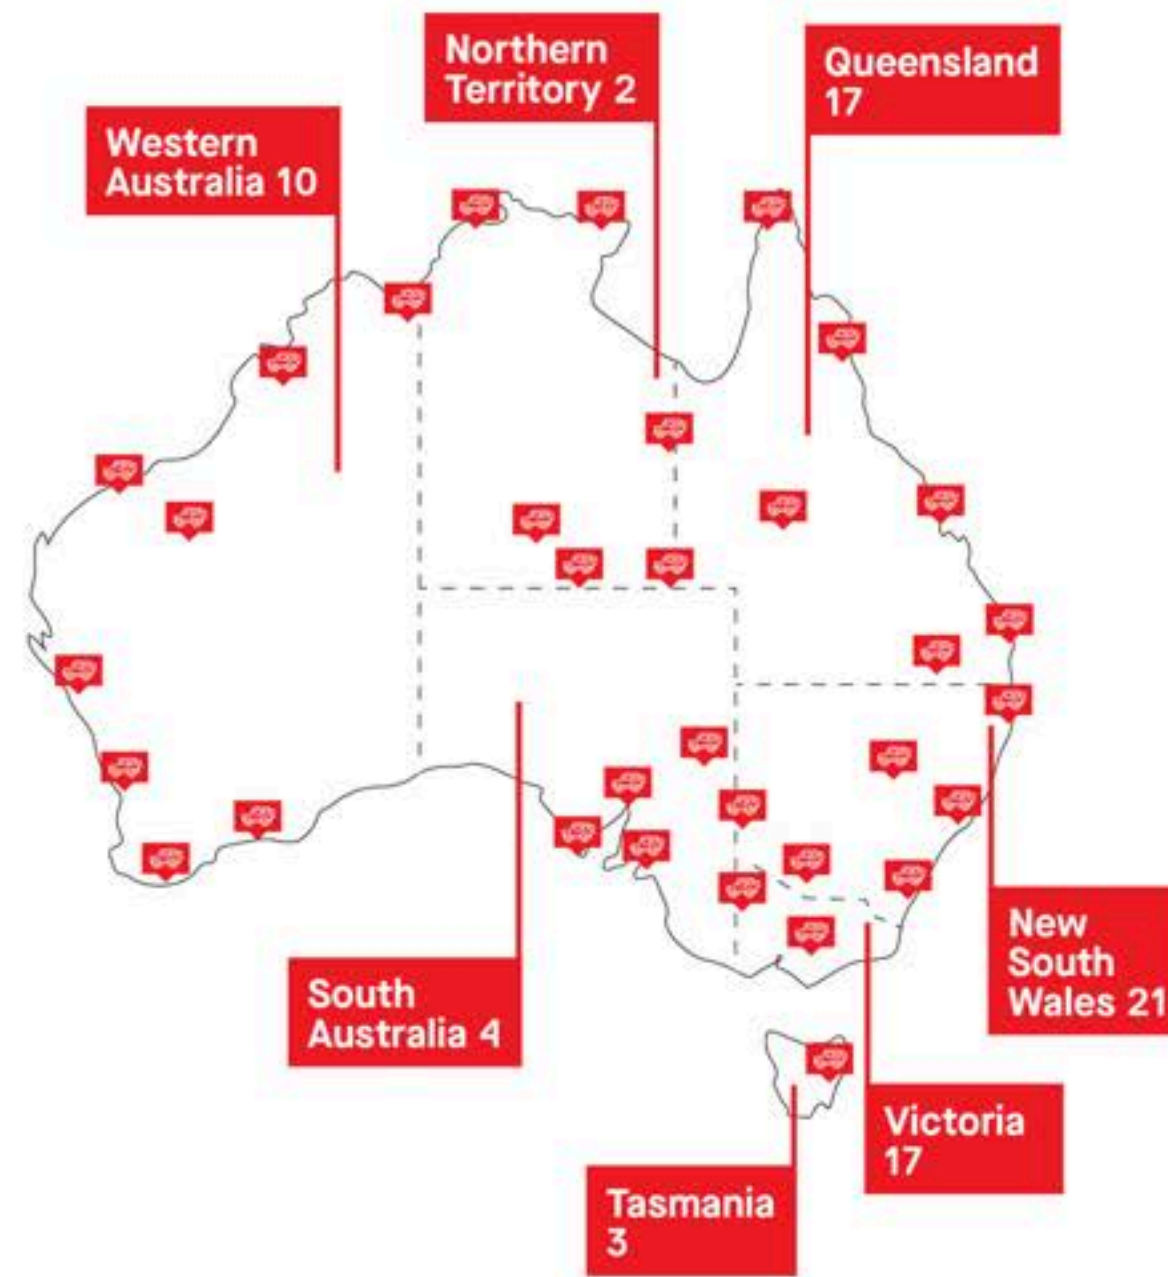 Northern
Territory 2
Queensland
17
Western
Australia 10
South
Australia 4
New
South
Wales 21
Victoria
17
Tasmania
3